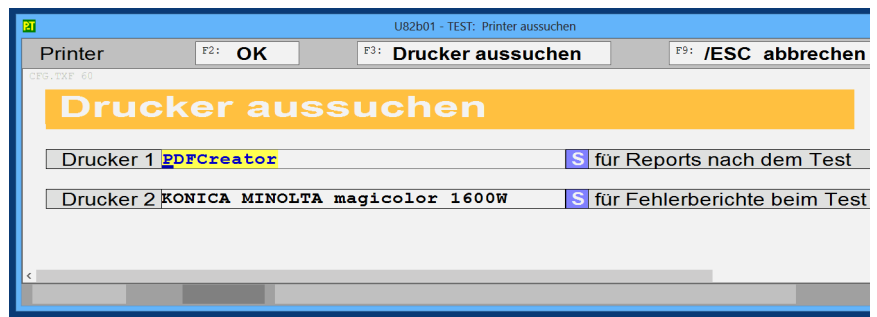 U82b01 - TEST: Printer aussuchen
Printer F2: OK F3: Drucker aussuchen F9: /ESC abbrechen
CFG.TXF 60
Drucker aussuchen
Drucker 1 PDFCreator S für Reports nach dem Test
Drucker 2 KONICA MINOLTA magicolor 1600W S für Fehlerberichte beim Test